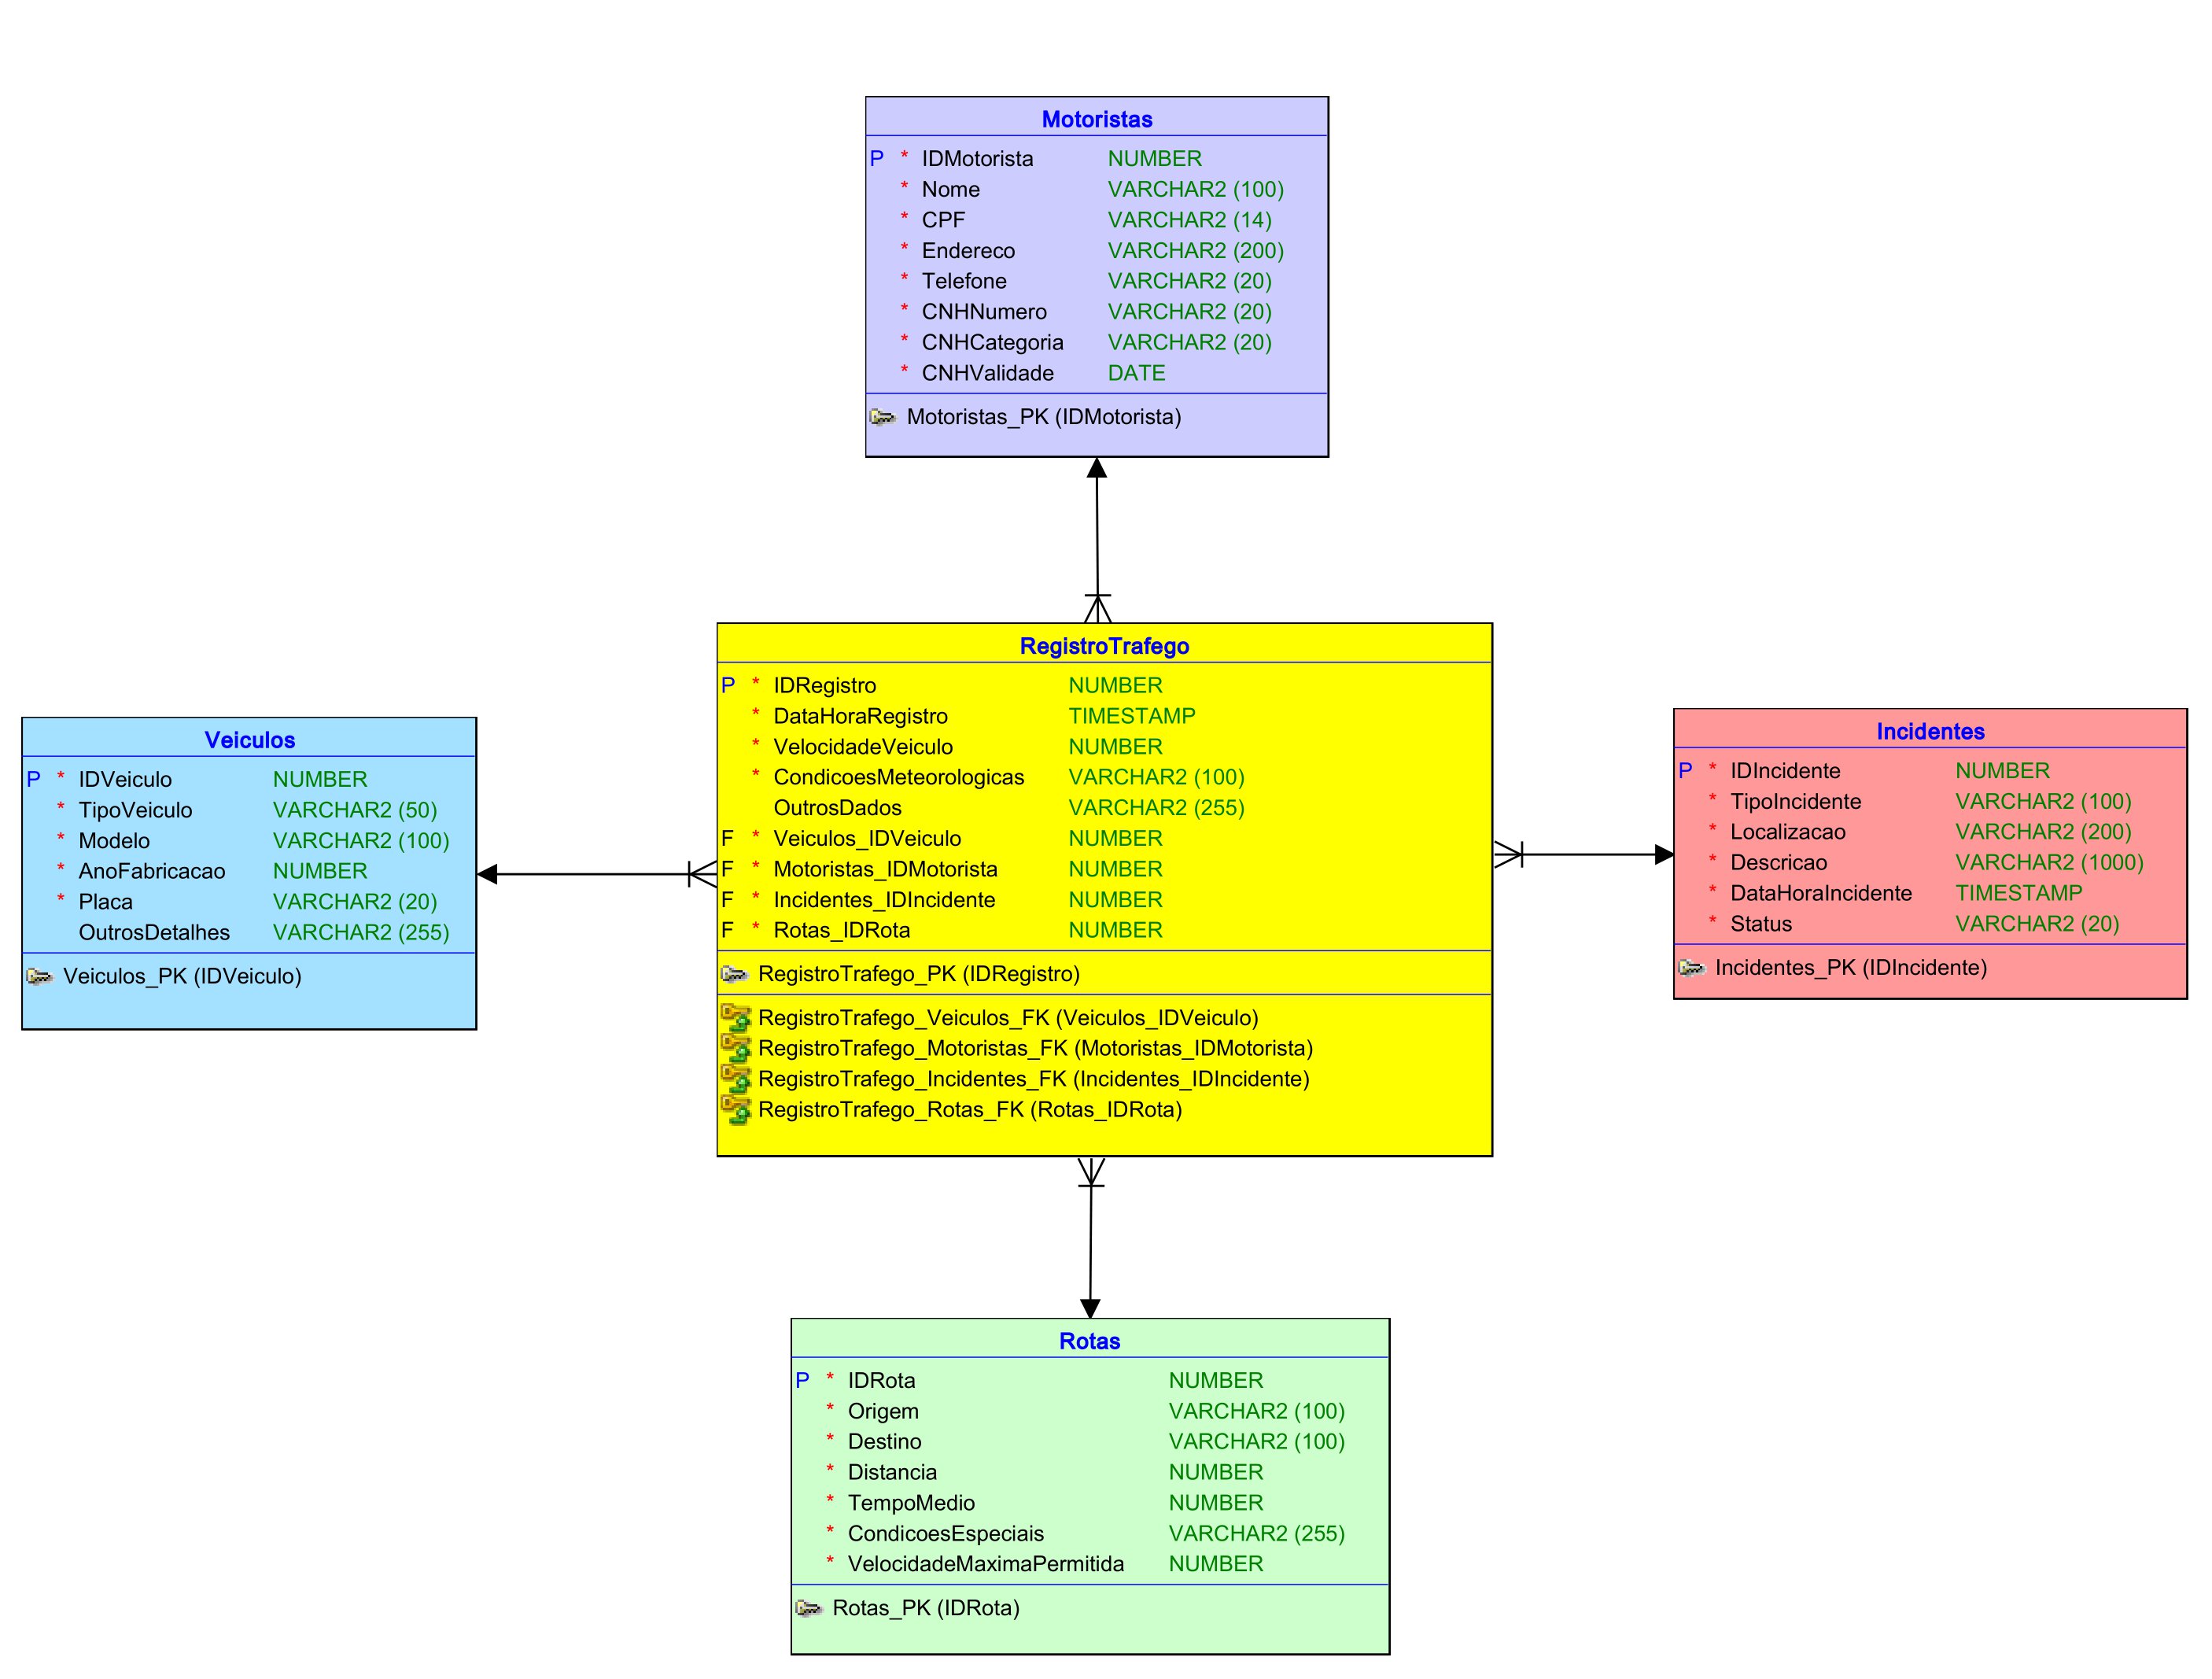 Motoristas
P * IDMotorista NUMBER
* Nome VARCHAR2 (100)
* CPF VARCHAR2 (14)
* Endereco VARCHAR2 (200)
* Telefone VARCHAR2 (20)
* CNHNumero VARCHAR2 (20)
* CNHCategoria VARCHAR2 (20)
* CNHValidade DATE
Motoristas_PK (IDMotorista)
Veiculos
P * IDVeiculo NUMBER
* TipoVeiculo VARCHAR2 (50)
* Modelo VARCHAR2 (100)
* AnoFabricacao NUMBER
* Placa VARCHAR2 (20)
OutrosDetalhes VARCHAR2 (255)
Veiculos_PK (IDVeiculo)
RegistroTrafego
P * IDRegistro NUMBER
* DataHoraRegistro TIMESTAMP
* VelocidadeVeiculo NUMBER
* CondicoesMeteorologicas VARCHAR2 (100)
OutrosDados VARCHAR2 (255)
F * Veiculos_IDVeiculo NUMBER
F * Motoristas_IDMotorista NUMBER
F * Incidentes_IDIncidente NUMBER
F * Rotas_IDRota NUMBER
RegistroTrafego_PK (IDRegistro)
RegistroTrafego_Veiculos_FK (Veiculos_IDVeiculo)
RegistroTrafego_Motoristas_FK (Motoristas_IDMotorista)
RegistroTrafego_Incidentes_FK (Incidentes_IDIncidente)
RegistroTrafego_Rotas_FK (Rotas_IDRota)
Incidentes
P * IDIncidente NUMBER
* TipoIncidente VARCHAR2 (100)
* Localizacao VARCHAR2 (200)
* Descricao VARCHAR2 (1000)
* DataHoraIncidente TIMESTAMP
* Status VARCHAR2 (20)
Incidentes_PK (IDIncidente)
Rotas
P * IDRota NUMBER
* Origem VARCHAR2 (100)
* Destino VARCHAR2 (100)
* Distancia NUMBER
* TempoMedio NUMBER
* CondicoesEspeciais VARCHAR2 (255)
* VelocidadeMaximaPermitida NUMBER
Rotas_PK (IDRota)